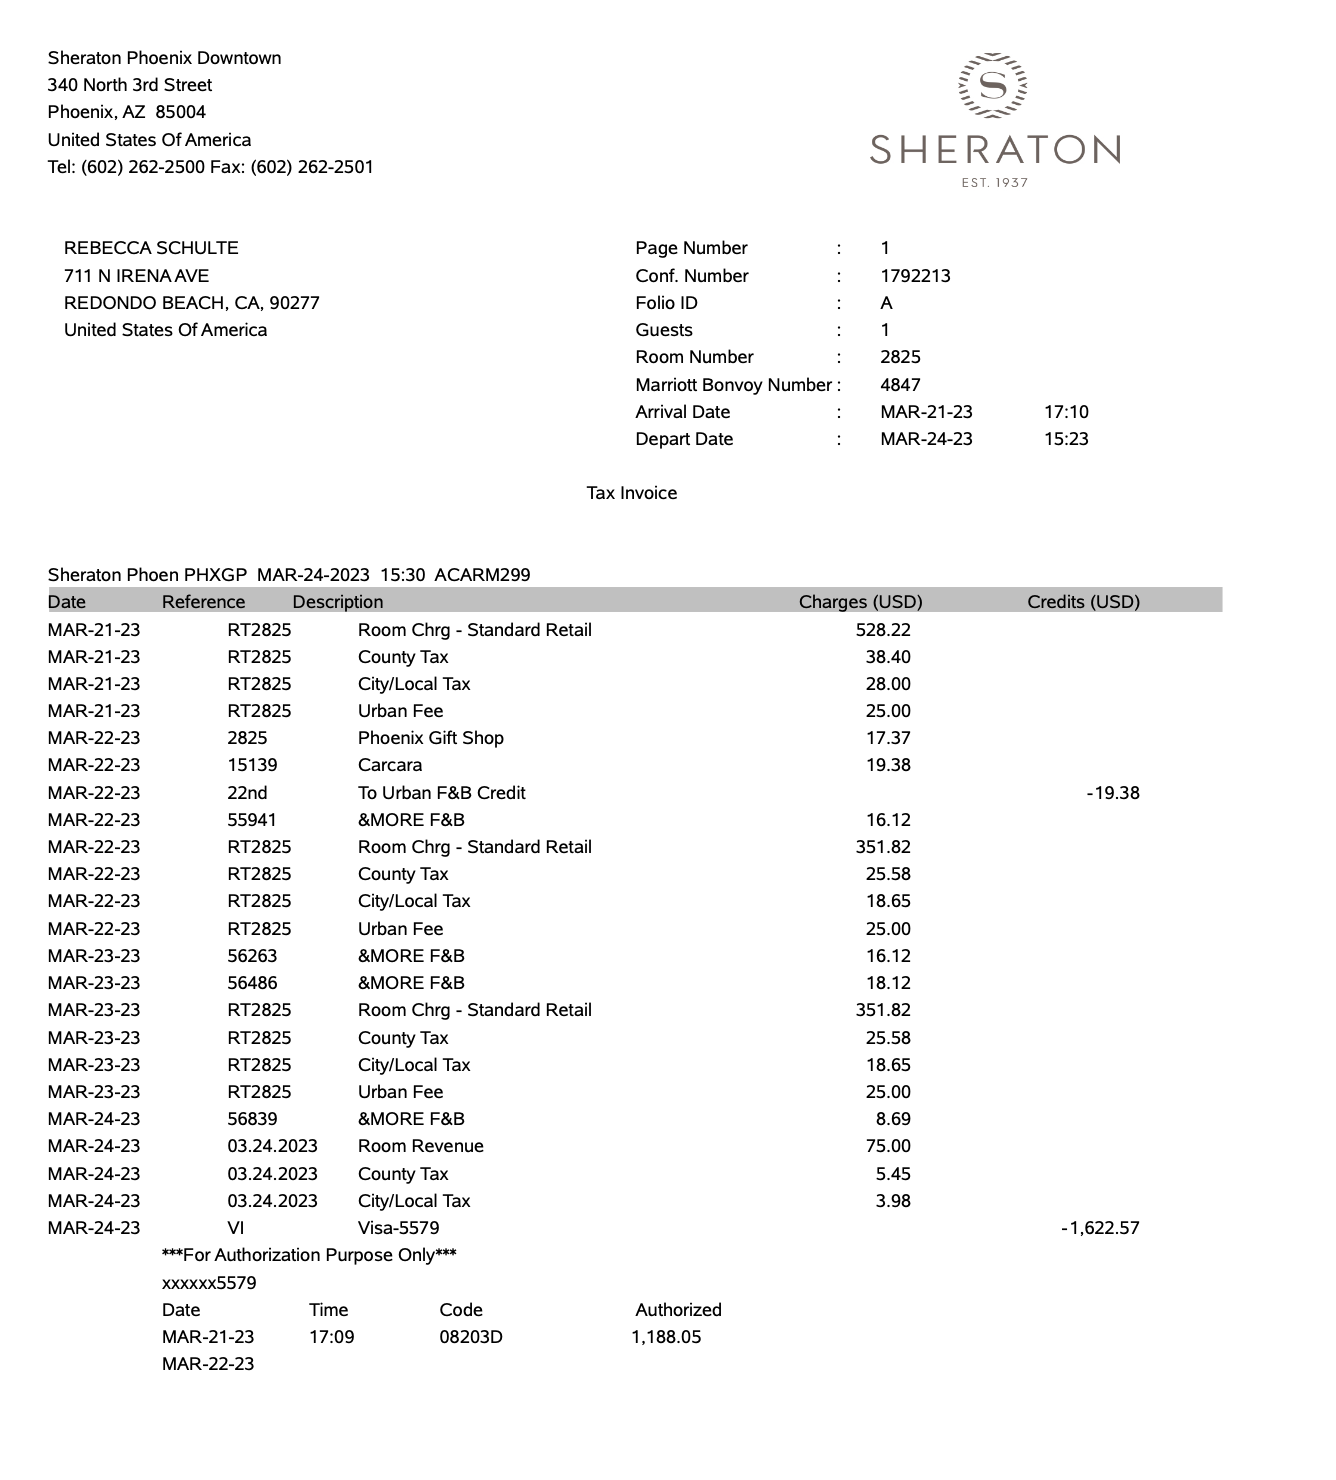 Sheraton Phoenix Downtown
340 North 3rd Street
Phoenix, AZ 85004
United States Of America
Tel: (602) 262-2500 Fax: (602) 262-2501
S
SHERATON
EST. 1937
REBECCA SCHULTE
711 N IRENA AVE
REDONDO BEACH, CA, 90277
United States Of America
Page Number : 1
Conf. Number : 1792213
Folio ID : A
Guests : 1
Room Number : 2825
Marriott Bonvoy Number : 4847
Arrival Date : MAR-21-23 17:10
Depart Date : MAR-24-23 15:23
Tax Invoice
Sheraton Phoen PHXGP MAR-24-2023 15:30 ACARM299
Date Reference Description Charges (USD) Credits (USD)
MAR-21-23 RT2825 Room Chrg - Standard Retail 528.22
MAR-21-23 RT2825 County Tax 38.40
MAR-21-23 RT2825 City/Local Tax 28.00
MAR-21-23 RT2825 Urban Fee 25.00
MAR-22-23 2825 Phoenix Gift Shop 17.37
MAR-22-23 15139 Carcara 19.38
MAR-22-23 22nd To Urban F&B Credit -19.38
MAR-22-23 55941 &MORE F&B 16.12
MAR-22-23 RT2825 Room Chrg - Standard Retail 351.82
MAR-22-23 RT2825 County Tax 25.58
MAR-22-23 RT2825 City/Local Tax 18.65
MAR-22-23 RT2825 Urban Fee 25.00
MAR-23-23 56263 &MORE F&B 16.12
MAR-23-23 56486 &MORE F&B 18.12
MAR-23-23 RT2825 Room Chrg - Standard Retail 351.82
MAR-23-23 RT2825 County Tax 25.58
MAR-23-23 RT2825 City/Local Tax 18.65
MAR-23-23 RT2825 Urban Fee 25.00
MAR-24-23 56839 &MORE F&B 8.69
MAR-24-23 03.24.2023 Room Revenue 75.00
MAR-24-23 03.24.2023 County Tax 5.45
MAR-24-23 03.24.2023 City/Local Tax 3.98
MAR-24-23 VI Visa-5579 -1,622.57
***For Authorization Purpose Only***
xxxxxx5579
Date Time Code Authorized
MAR-21-23 17:09 08203D 1,188.05
MAR-22-23